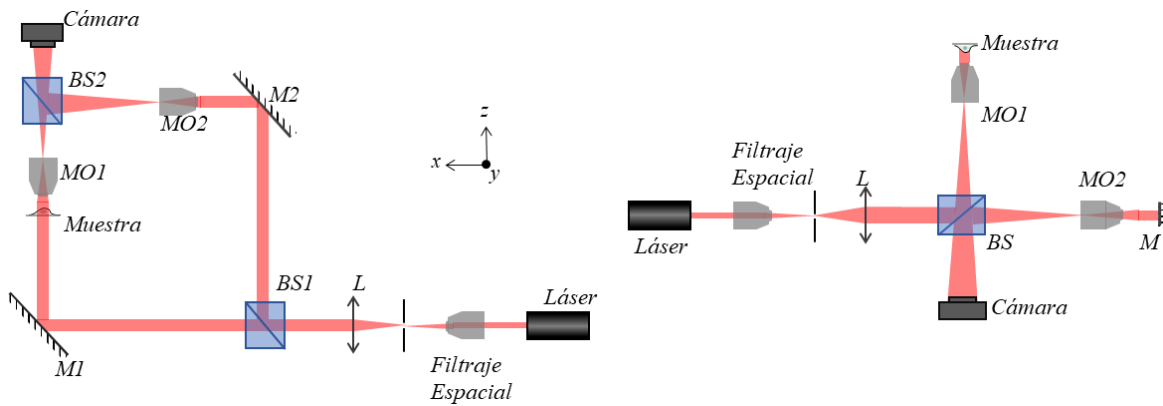 Cámara
BS2
M2
MO2
MO1
Muestra
z
x
y
BS1
L
Láser
M1
Filtraje
Espacial
Muestra
MO1
Filtraje
Espacial
L
MO2
Láser
BS
M
Cámara